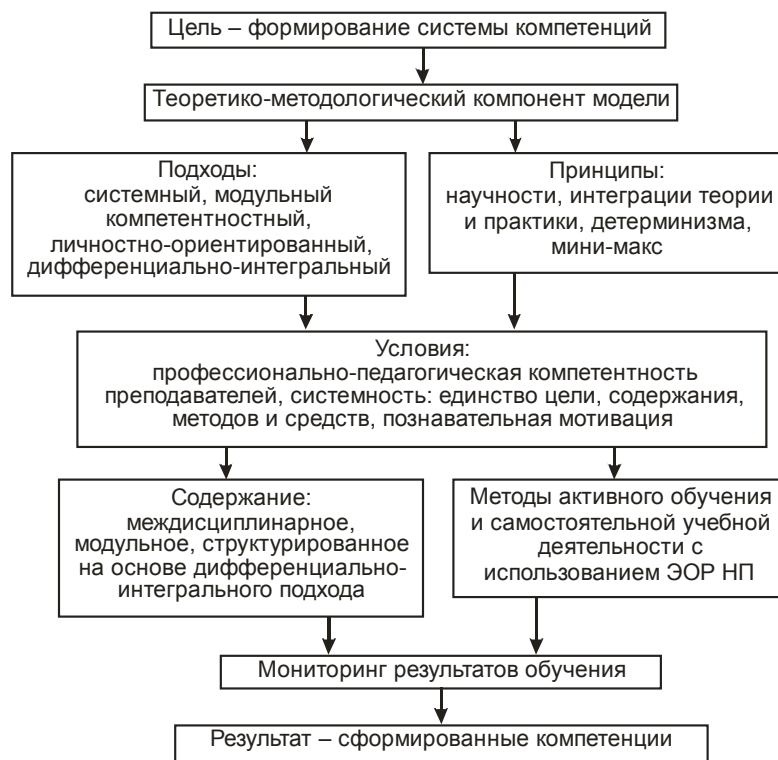 Цель – формирование системы компетенций
Теоретико-методологический компонент модели
Подходы:
системный, модульный
компетентностный,
личностно-ориентированный,
дифференциально-интегральный
Принципы:
научности, интеграции теории
и практики, детерминизма,
мини-макс
Условия:
профессионально-педагогическая компетентность
преподавателей, системность: единство цели, содержания,
методов и средств, познавательная мотивация
Содержание:
междисциплинарное,
модульное, структурированное
на основе дифференциально-
интегрального подхода
Методы активного обучения
и самостоятельной учебной
деятельности с
использованием ЭОР НП
Мониторинг результатов обучения
Результат – сформированные компетенции